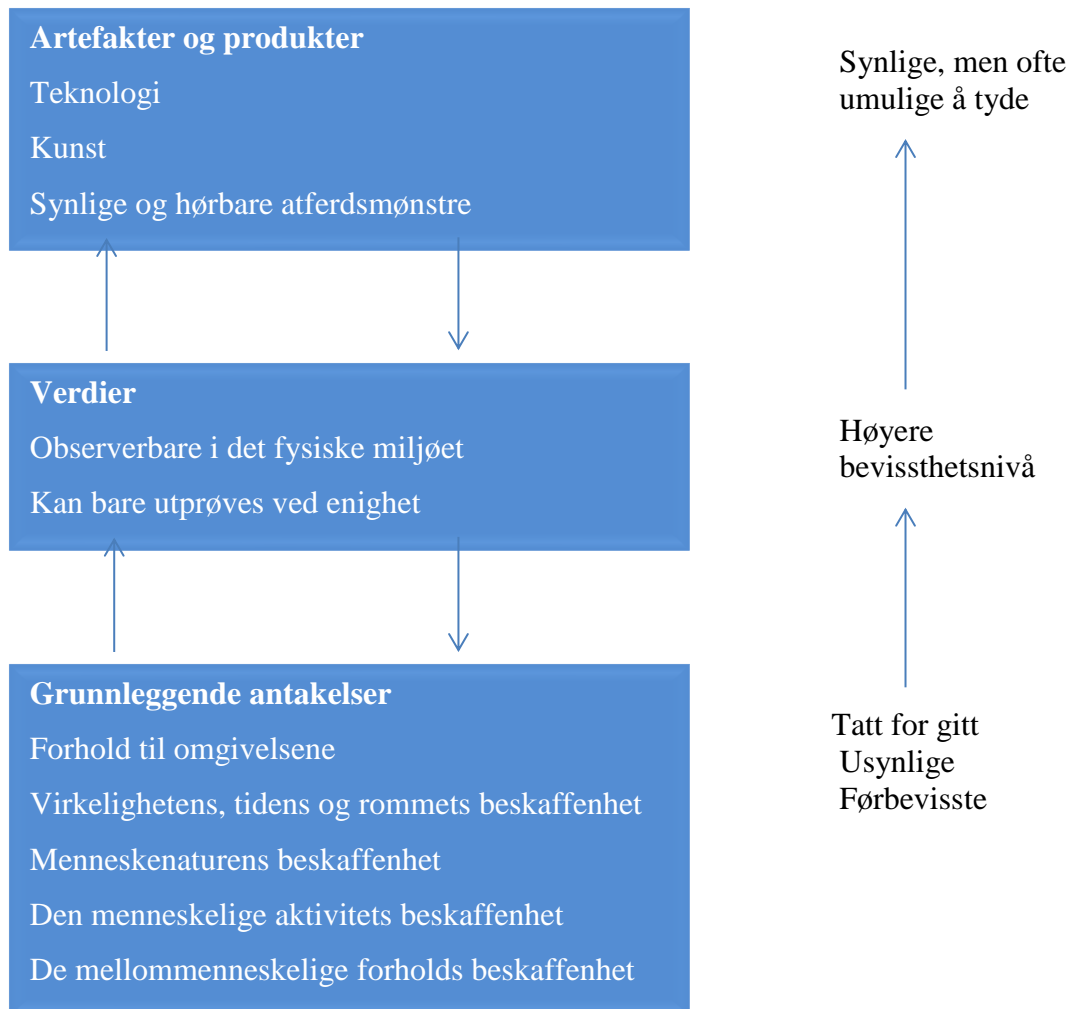 Artefakter og produkter
Teknologi
Kunst
Synlige og hørbare atferdsmønstre
Synlige, men ofte
umulige å tyde
Verdier
Observerbare i det fysiske miljøet
Kan bare utprøves ved enighet
Høyere
bevissthetsnivå
Grunnleggende antakelser
Forhold til omgivelsene
Virkelighetens, tidens og rommets beskaffenhet
Menneskenaturens beskaffenhet
Den menneskelige aktivitets beskaffenhet
De mellommenneskelige forholds beskaffenhet
Tatt for gitt
Usynlige
Førbevisste